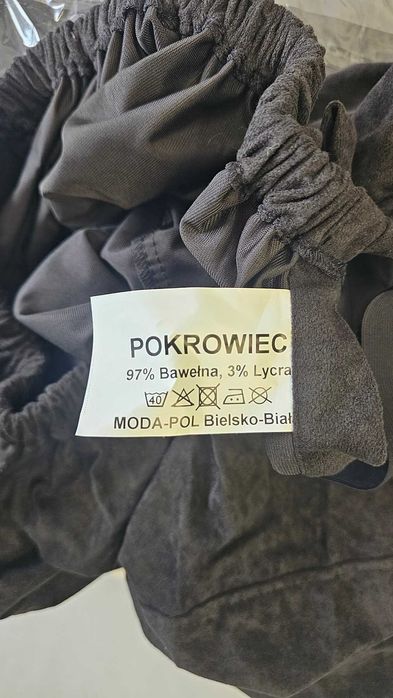 POKROWIEC
97% Bawełna, 3% Lycra
40
MODA-POL Bielsko-Biał